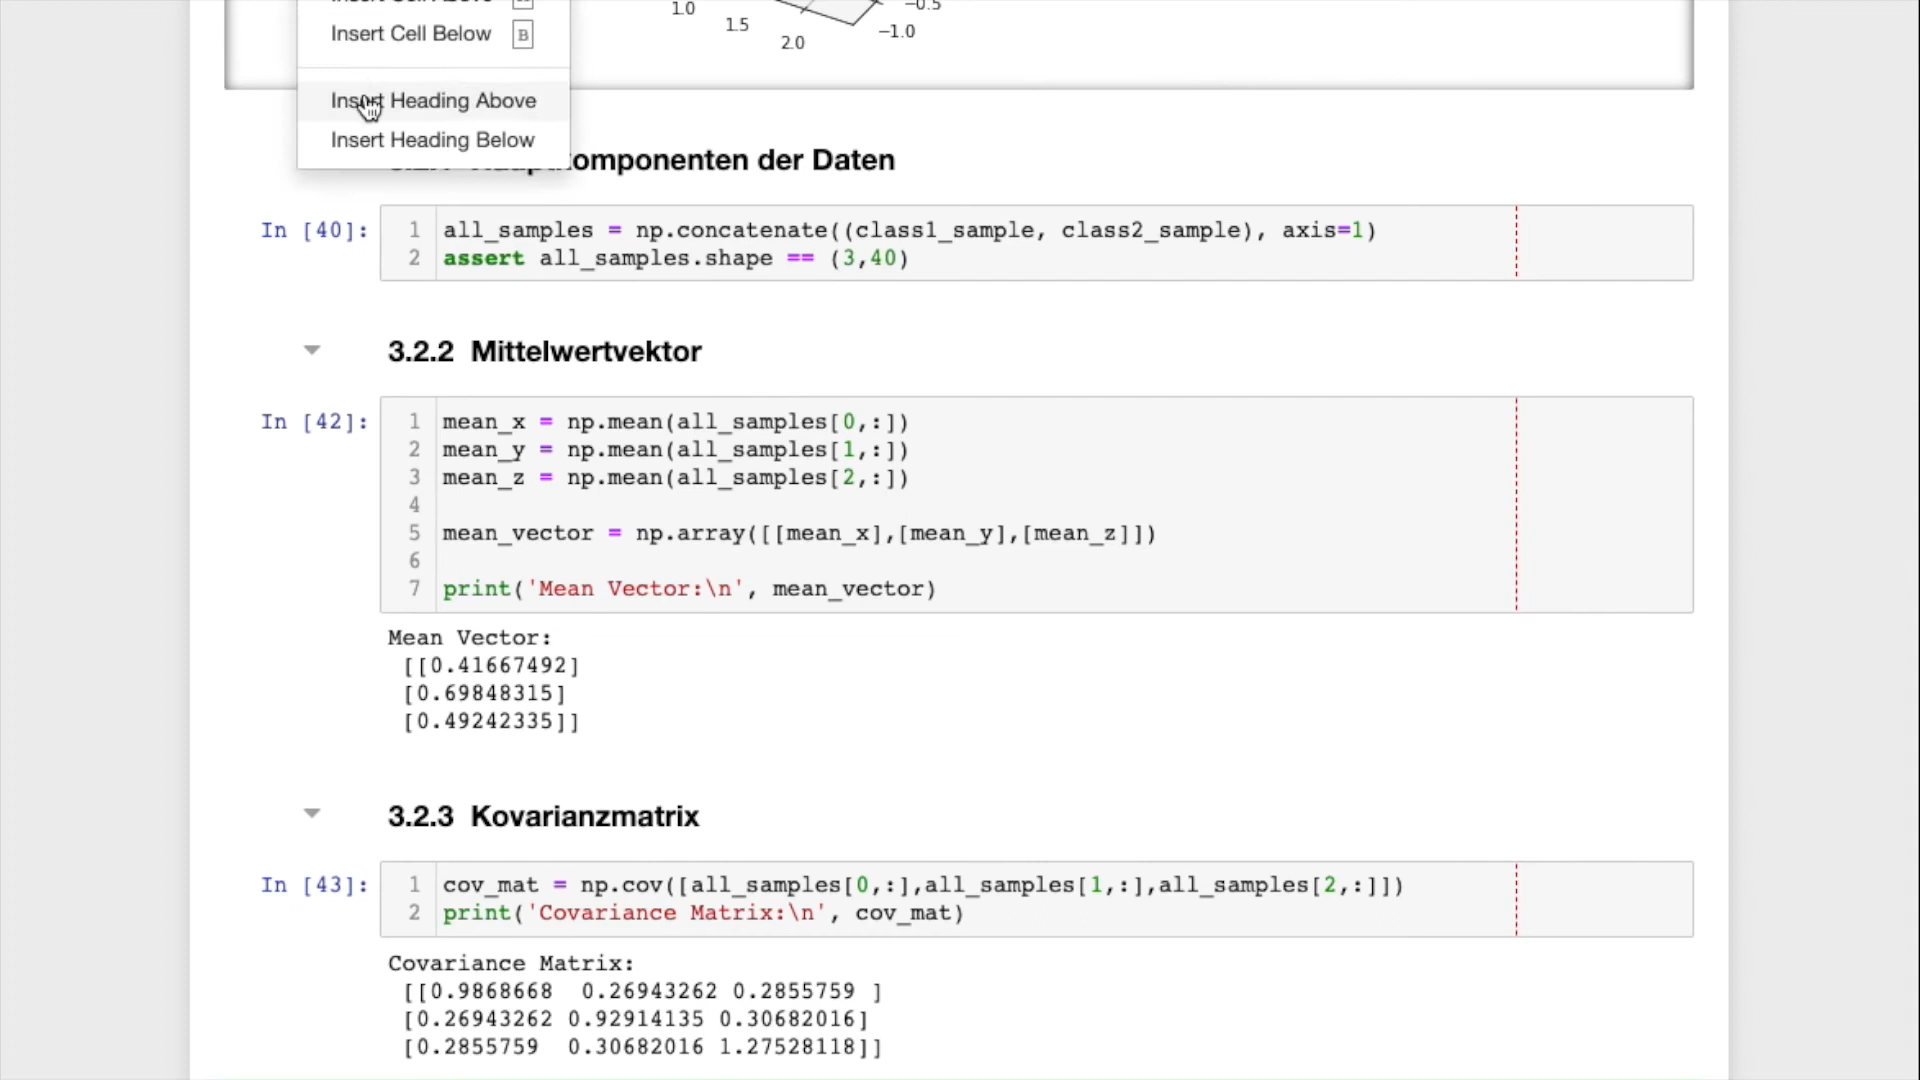 1.0
−0.5
1.5
−1.0
2.0
Insert Cell Below B
Insert Heading Above
Insert Heading Below
komponenten der Daten
In [40]:
1 all_samples = np.concatenate((class1_sample, class2_sample), axis=1)
2 assert all_samples.shape == (3,40)
3.2.2 Mittelwertvektor
In [42]:
1 mean_x = np.mean(all_samples[0,:])
2 mean_y = np.mean(all_samples[1,:])
3 mean_z = np.mean(all_samples[2,:])
4
5 mean_vector = np.array([[mean_x],[mean_y],[mean_z]])
6
7 print('Mean Vector:\n', mean_vector)
Mean Vector:
[[0.41667492]
[0.69848315]
[0.49242335]]
3.2.3 Kovarianzmatrix
In [43]:
1 cov_mat = np.cov([all_samples[0,:],all_samples[1,:],all_samples[2,:]])
2 print('Covariance Matrix:\n', cov_mat)
Covariance Matrix:
[[0.9868668 0.26943262 0.2855759 ]
[0.26943262 0.92914135 0.30682016]
[0.2855759 0.30682016 1.27528118]]